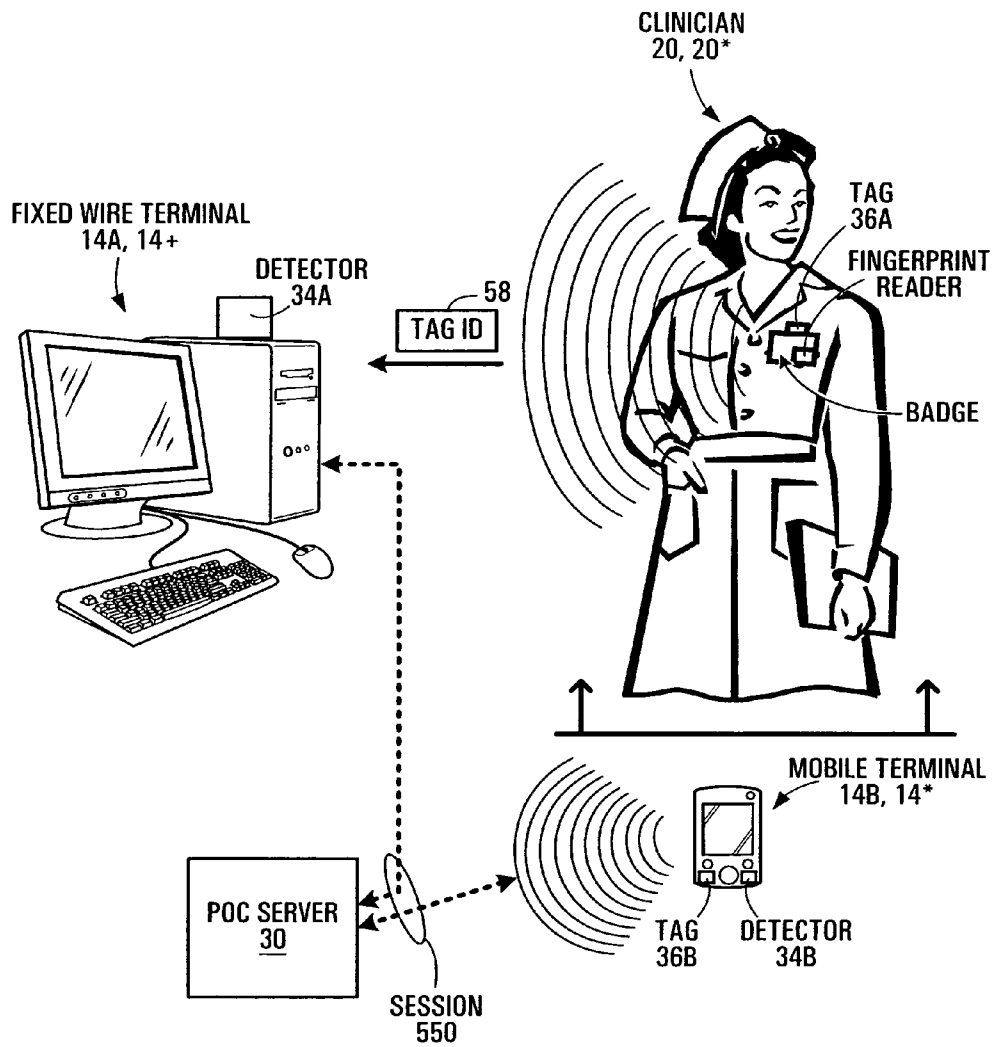 CLINICIAN
20, 20*
TAG
36A
FINGERPRINT
READER
FIXED WIRE TERMINAL
14A, 14+
DETECTOR
34A
58
TAG ID
BADGE
MOBILE TERMINAL
14B, 14*
POC SERVER
30
TAG
36B
DETECTOR
34B
SESSION
550